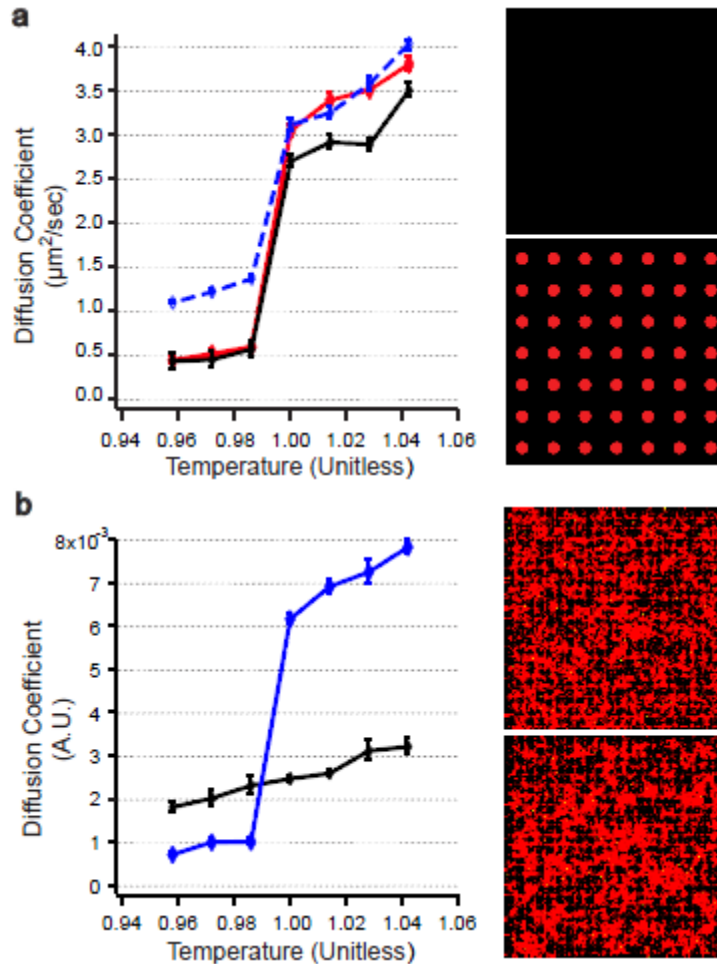 a
4.0
3.5
3.0
2.5
2.0
1.5
1.0
0.5
0.0
Diffusion Coefficient
(µm²/sec)
0.94 0.96 0.98 1.00 1.02 1.04 1.06
Temperature (Unitless)
b
8x10⁻³
7
6
5
4
3
2
1
0
Diffusion Coefficient
(A.U.)
0.94 0.96 0.98 1.00 1.02 1.04 1.06
Temperature (Unitless)